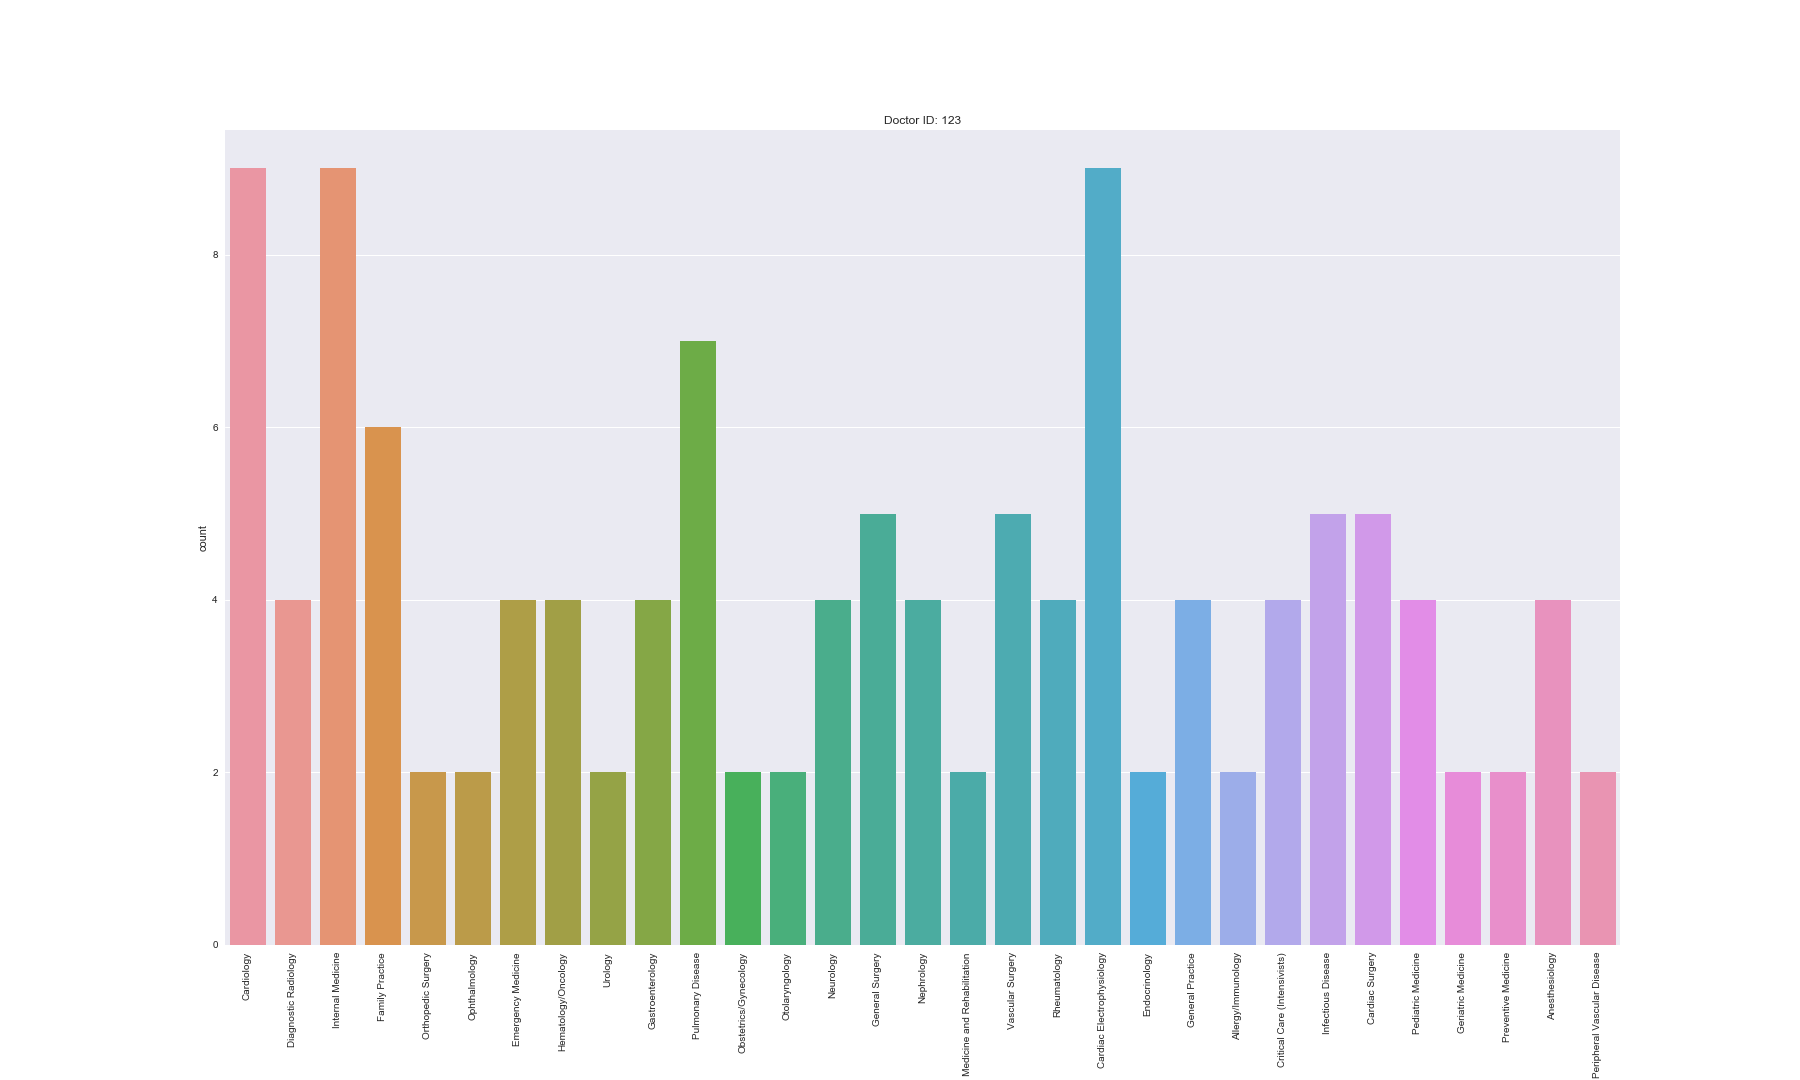 Doctor ID: 123
8
6
4
2
0
count
Cardiology
Diagnostic Radiology
Internal Medicine
Family Practice
Orthopedic Surgery
Ophthalmology
Emergency Medicine
Hematology/Oncology
Urology
Gastroenterology
Pulmonary Disease
Obstetrics/Gynecology
Otolaryngology
Neurology
General Surgery
Nephrology
Medicine and Rehabilitation
Vascular Surgery
Rheumatology
Cardiac Electrophysiology
Endocrinology
General Practice
Allergy/Immunology
Critical Care (Intensivists)
Infectious Disease
Cardiac Surgery
Pediatric Medicine
Geriatric Medicine
Preventive Medicine
Anesthesiology
Peripheral Vascular Disease